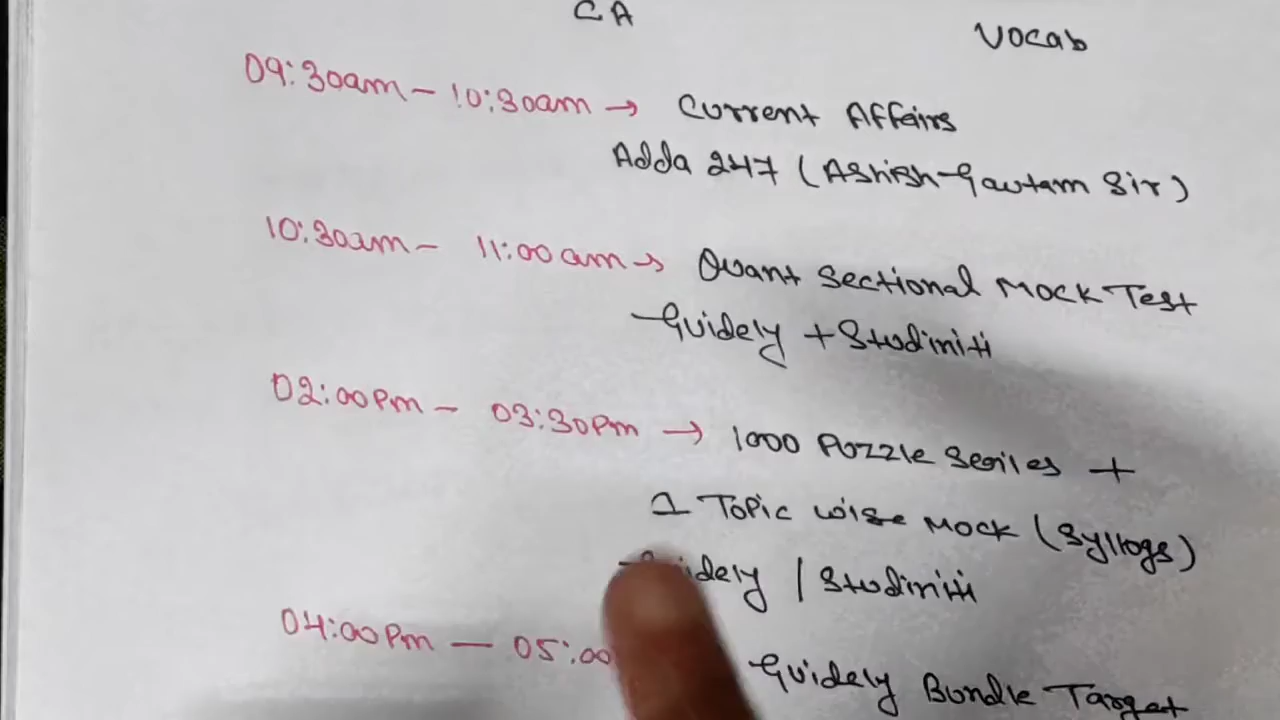 CA Vocab
09:30am - 10:30am → Current Affairs
Adda 247 (Ashish Gautam Sir)
10:30am - 11:00am → Quant Sectional Mock Test
Guidely + Studiniti
02:00Pm - 03:30Pm → 1000 Puzzle Series +
1 Topic wise Mock (Syllogs)
/ Studiniti
04:00Pm - 05:00 Guidely Bundle Target